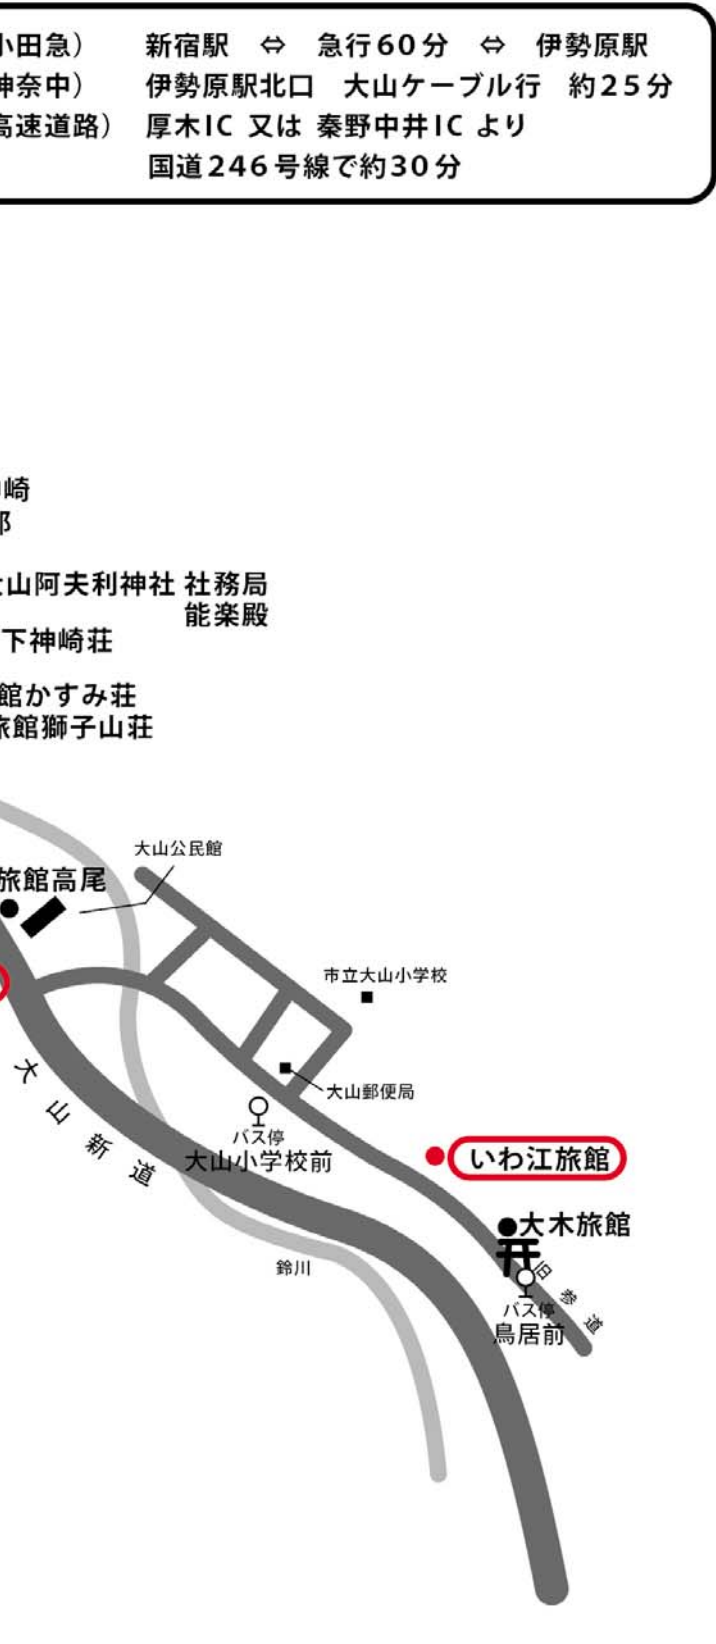 小田急） 新宿駅 ⇔ 急行60分 ⇔ 伊勢原駅
神奈中） 伊勢原駅北口 大山ケーブル行 約25分
高速道路） 厚木IC 又は 秦野中井IC より
国道246号線で約30分
崎
山阿夫利神社 社務局
能楽殿
下神崎荘
館かすみ荘
旅館獅子山荘
大山公民館
旅館高尾
市立大山小学校
大山郵便局
バス停
大山小学校前
大山新道
いわ江旅館
大木旅館
鈴川
旧参道
バス停
鳥居前